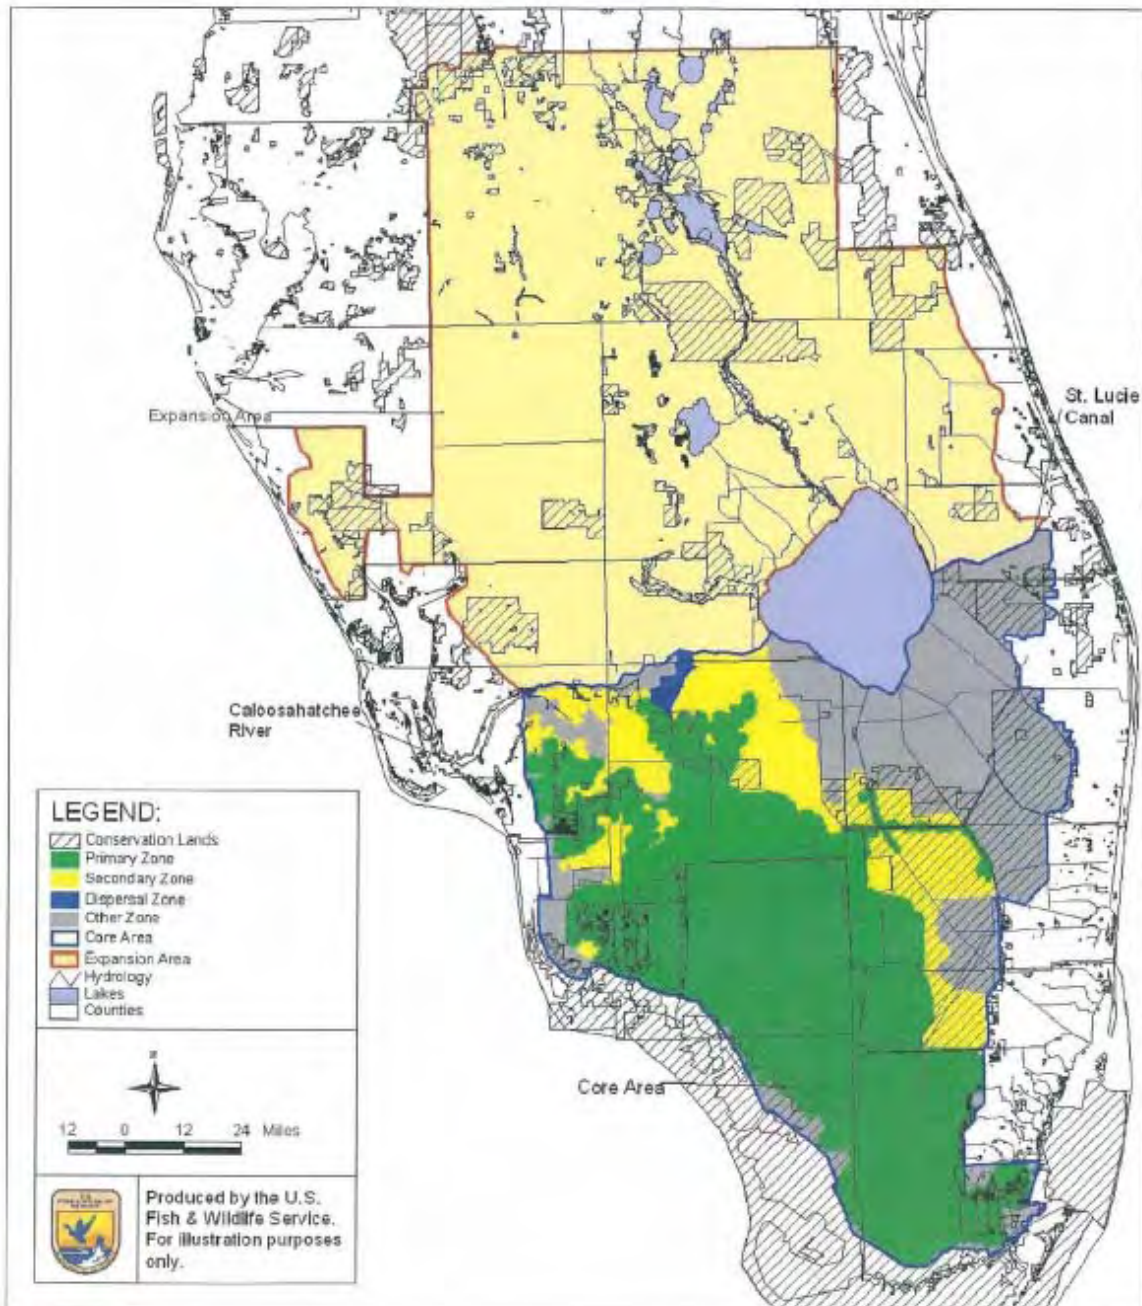 Expansion Area
St. Lucie
Canal
Caloosahatchee
River
LEGEND:
Conservation Lands
Primary Zone
Secondary Zone
Dispersal Zone
Other Zone
Core Area
Expansion Area
Hydrology
Lakes
Counties
Core Area
12 0 12 24 Miles
Produced by the U.S.
Fish & Wildlife Service.
For illustration purposes
only.